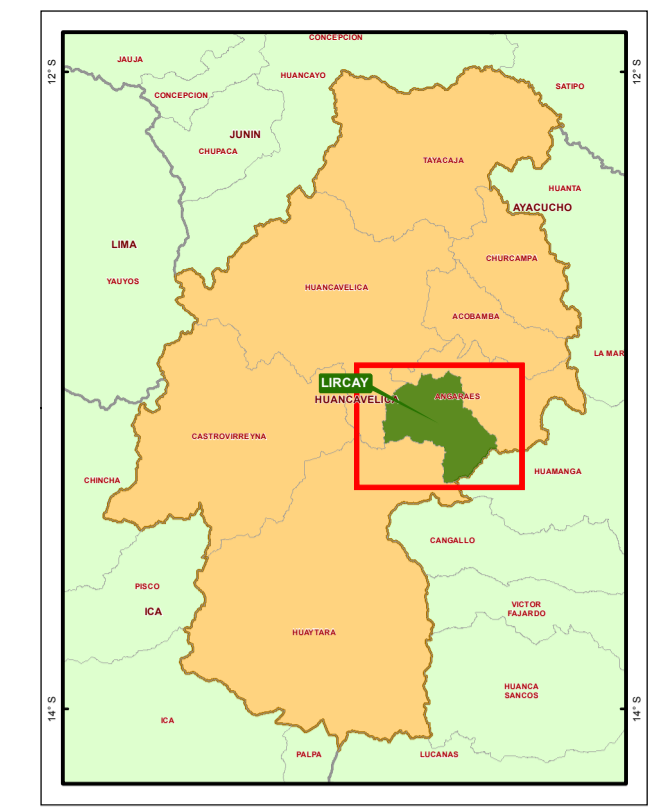 CONCEPCION
JAUJA
12° S
12° S
HUANCAYO
SATIPO
CONCEPCION
JUNIN
CHUPACA
TAYACAJA
HUANTA
AYACUCHO
LIMA
CHURCAMPA
YAUYOS
HUANCAVELICA
ACOBAMBA
LA MAR
LIRCAY
HUANCAVELICA
ANGARAES
CASTROVIRREYNA
CHINCHA
HUAMANGA
CANGALLO
PISCO
ICA
VICTOR
FAJARDO
HUAYTARA
HUANCA
SANCOS
14° S
14° S
ICA
PALPA
LUCANAS